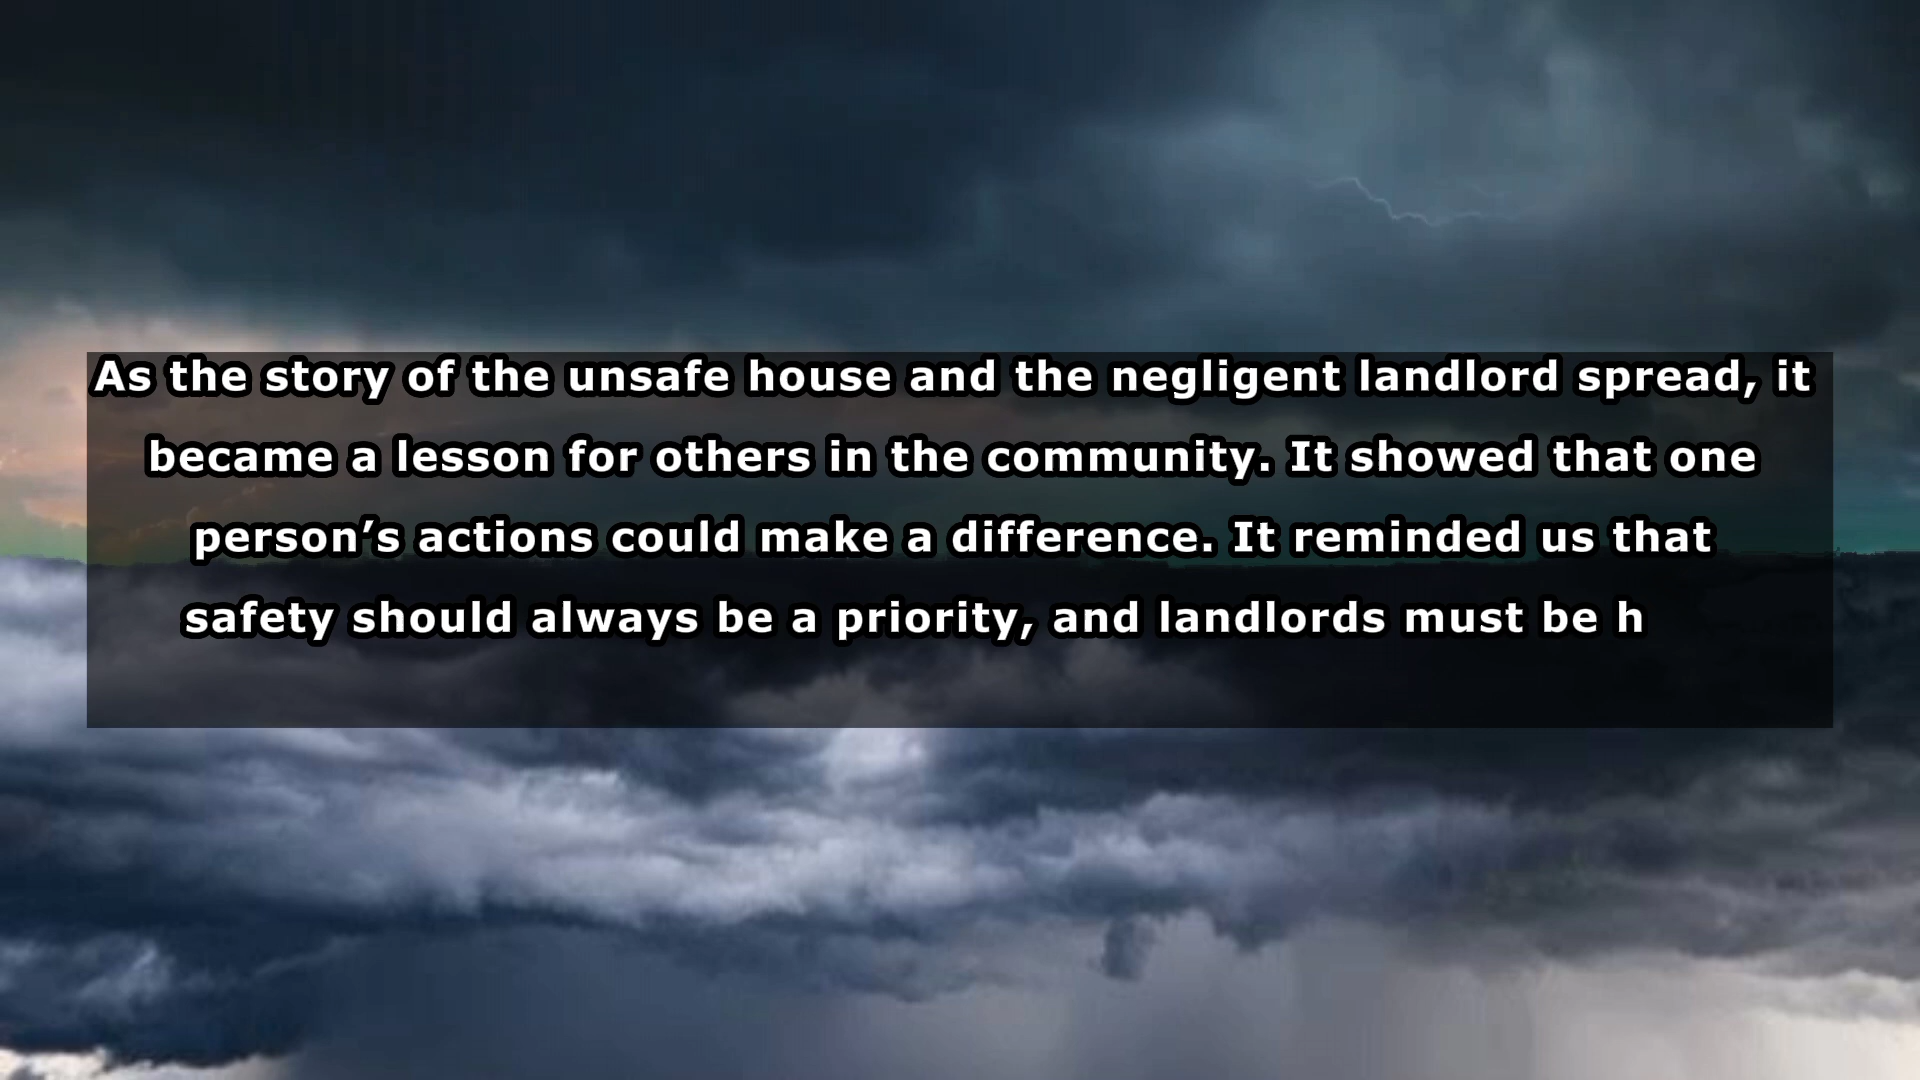 As the story of the unsafe house and the negligent landlord spread, it
became a lesson for others in the community. It showed that one
person’s actions could make a difference. It reminded us that
safety should always be a priority, and landlords must be h